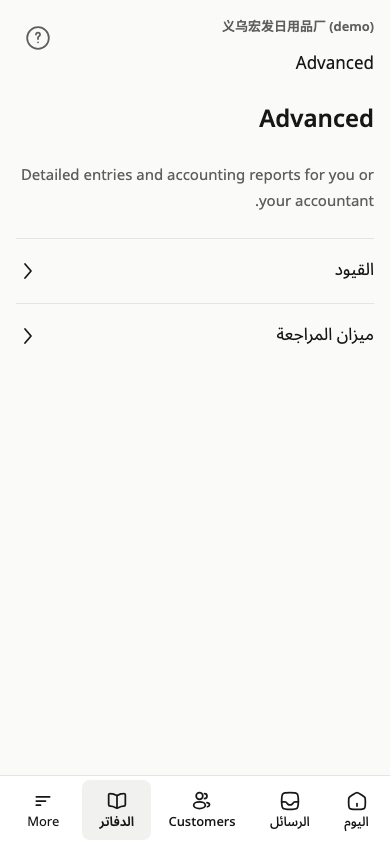 义乌宏发日用品厂 (demo)
Advanced
Advanced
Detailed entries and accounting reports for you or
your accountant.
القيود
ميزان المراجعة
اليوم
الرسائل
Customers
الدفاتر
More